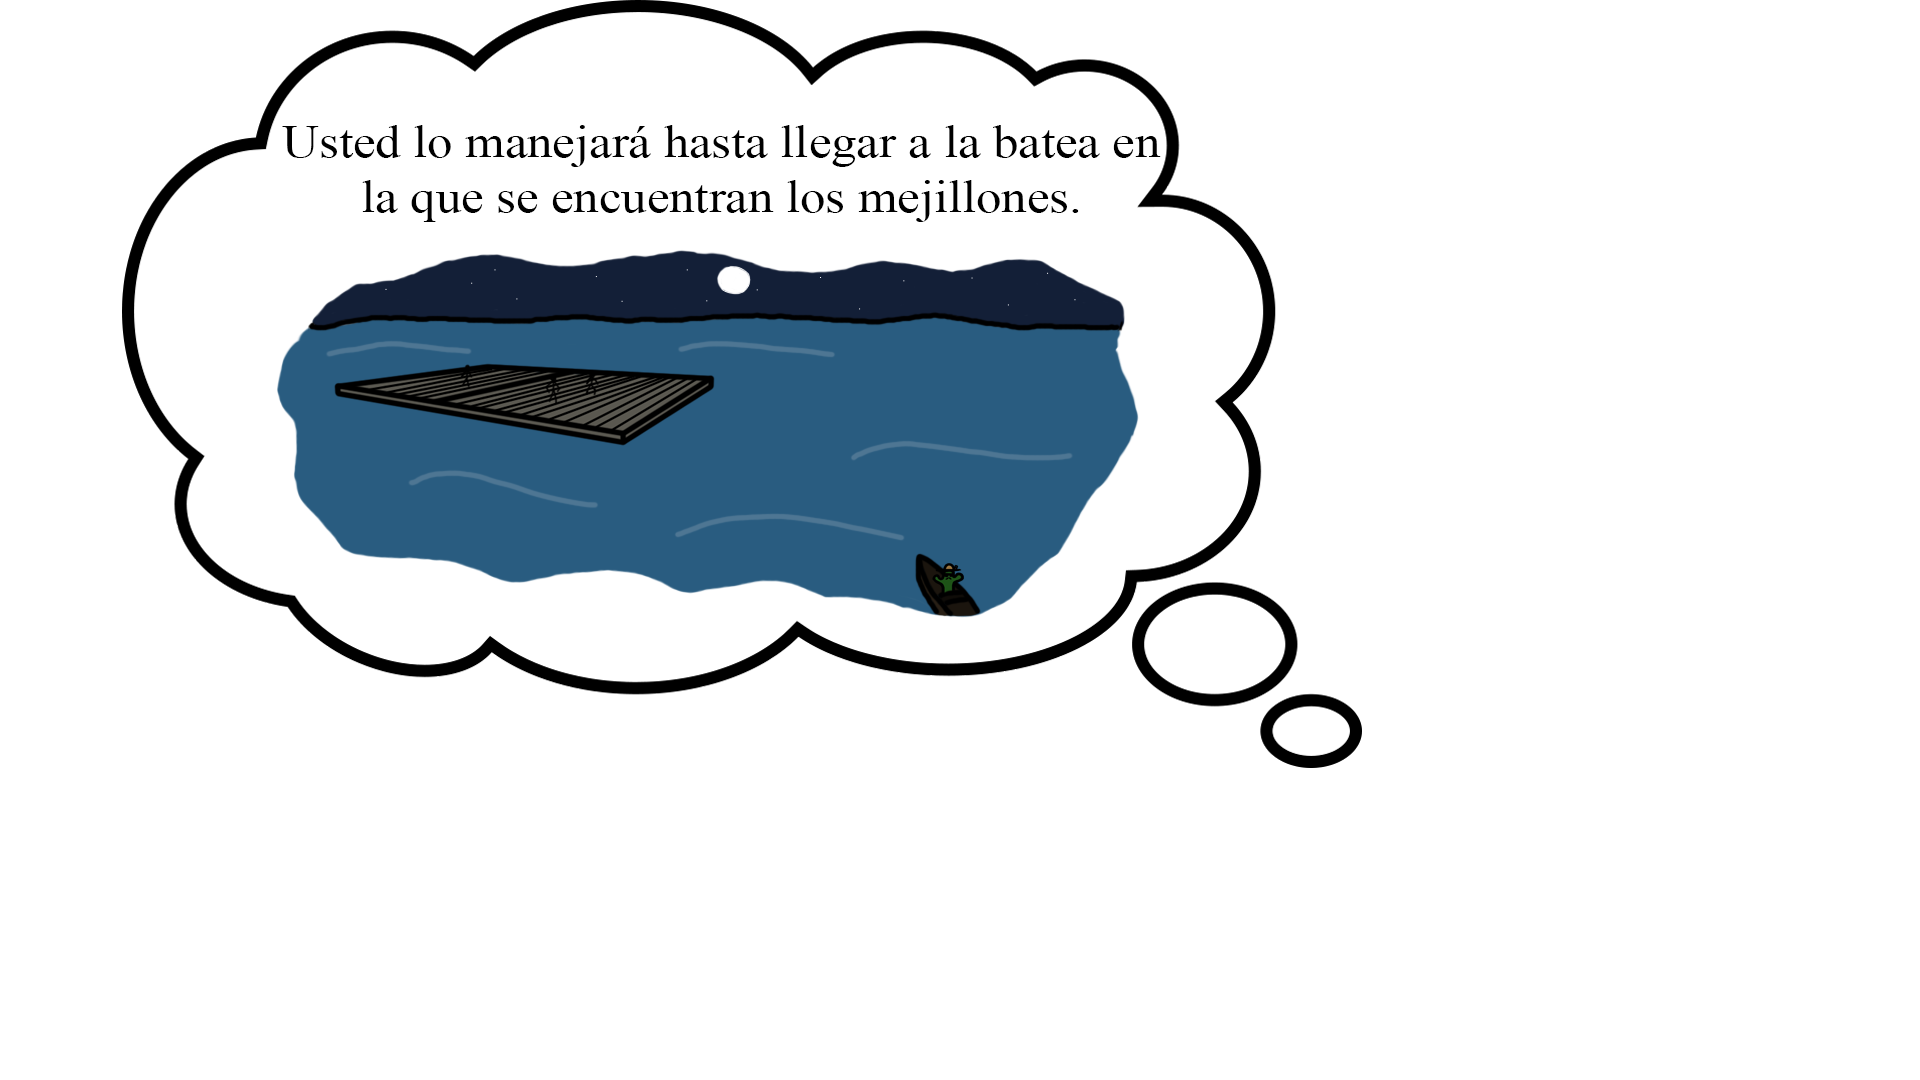 Usted lo manejará hasta llegar a la batea en
la que se encuentran los mejillones.